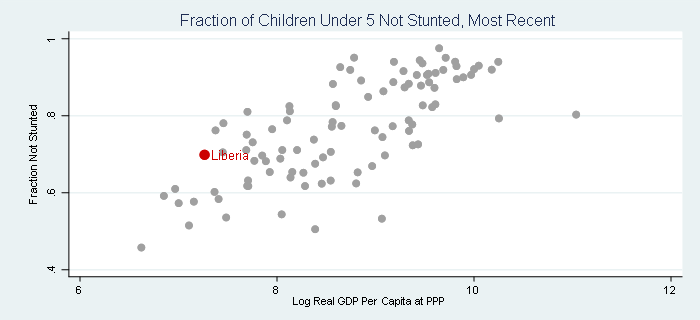 Fraction of Children Under 5 Not Stunted, Most Recent
Fraction Not Stunted
1
.8
.6
.4
Liberia
6
8
10
12
Log Real GDP Per Capita at PPP